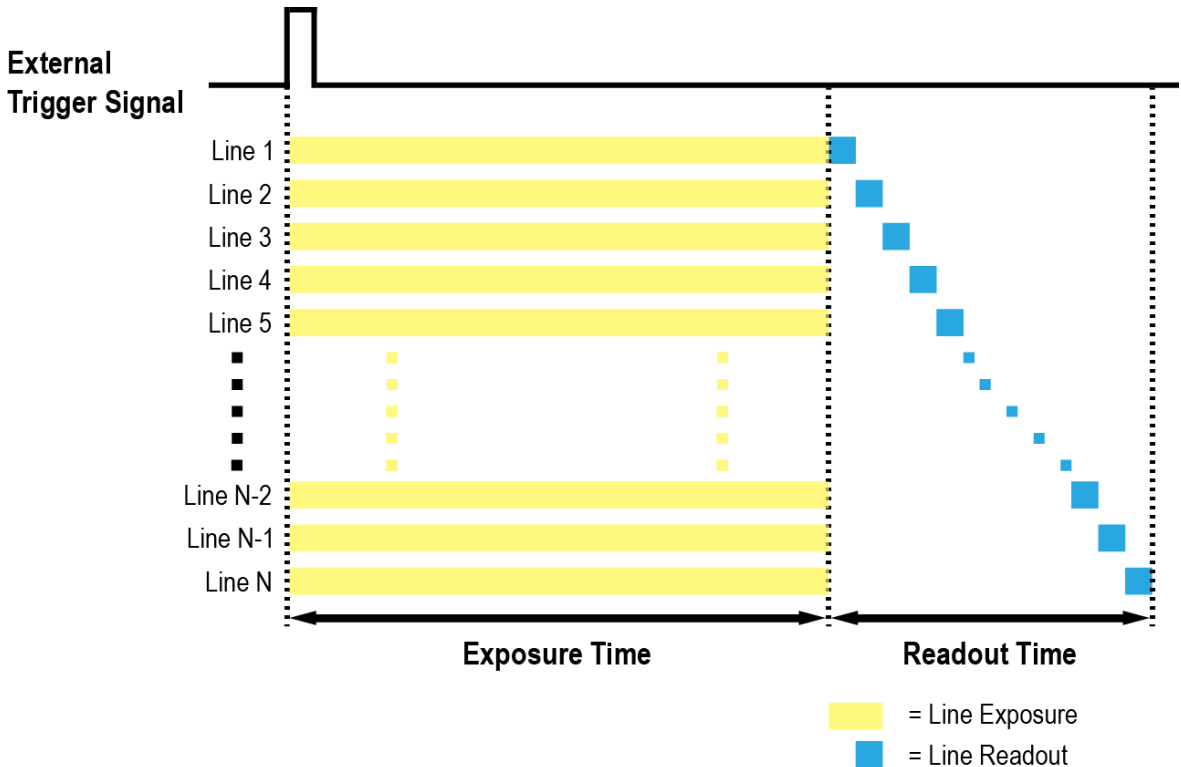 External
Trigger Signal
Line 1
Line 2
Line 3
Line 4
Line 5
Line N-2
Line N-1
Line N
Exposure Time
Readout Time
= Line Exposure
= Line Readout